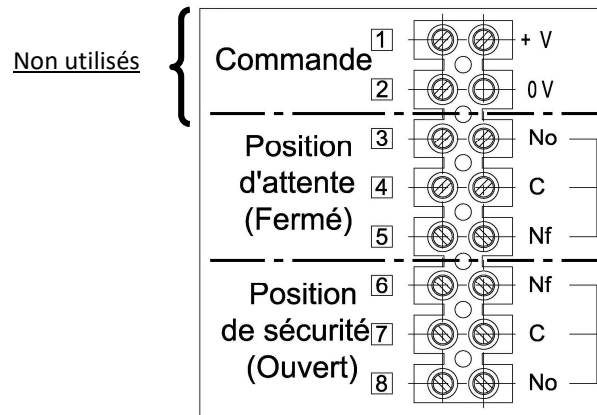 Non utilisés
Commande
1 + V
2 0 V
Position
d'attente
(Fermé)
3 No
4 C
5 Nf
Position
de sécurité
(Ouvert)
6 Nf
7 C
8 No